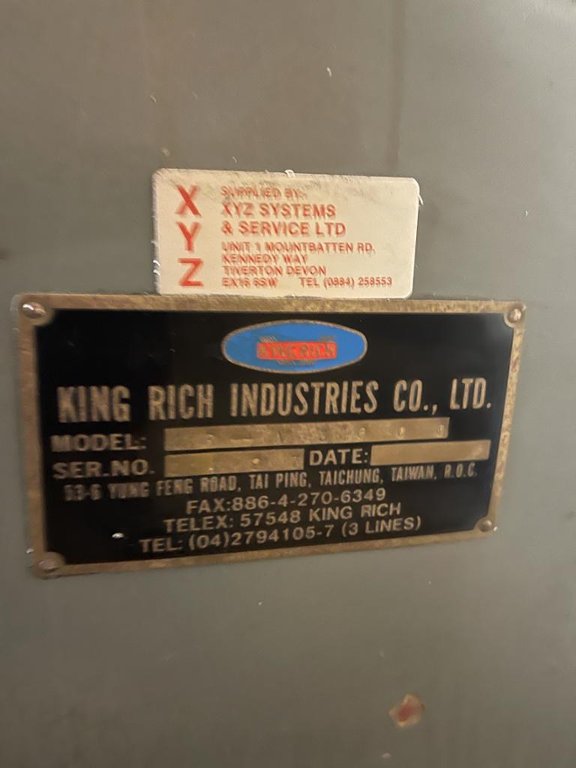 X
Y
Z
SUPPLIED BY:-
XYZ SYSTEMS
& SERVICE LTD
UNIT 1 MOUNTBATTEN RD.
KENNEDY WAY
TIVERTON DEVON
EX16 6SW TEL (0884) 258553
KING RICH INDUSTRIES CO., LTD.
MODEL:
SER.NO. DATE:
13-6 YUNG FENG ROAD, TAI PING, TAICHUNG, TAIWAN, R.O.C.
FAX:886-4-270-6349
TELEX: 57548 KING RICH
TEL: (04)2794105-7 (3 LINES)